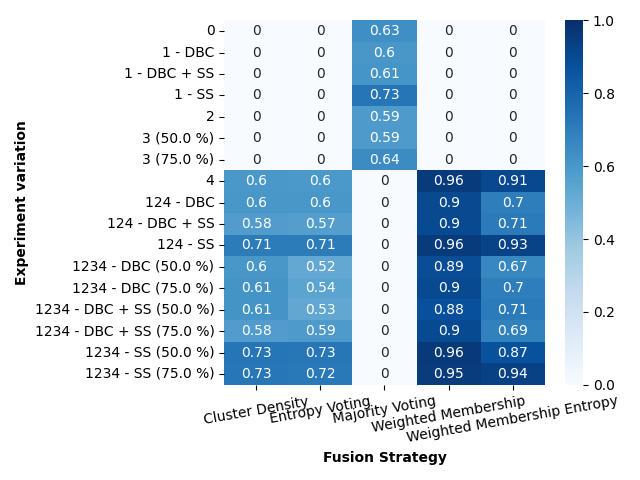 0 0 0 0.63 0 0
1 - DBC 0 0 0.6 0 0
1 - DBC + SS 0 0 0.61 0 0
1 - SS 0 0 0.73 0 0
2 0 0 0.59 0 0
3 (50.0 %) 0 0 0.59 0 0
3 (75.0 %) 0 0 0.64 0 0
4 0.6 0.6 0 0.96 0.91
124 - DBC 0.6 0.6 0 0.9 0.7
124 - DBC + SS 0.58 0.57 0 0.9 0.71
124 - SS 0.71 0.71 0 0.96 0.93
1234 - DBC (50.0 %) 0.6 0.52 0 0.89 0.67
1234 - DBC (75.0 %) 0.61 0.54 0 0.9 0.7
1234 - DBC + SS (50.0 %) 0.61 0.53 0 0.88 0.71
1234 - DBC + SS (75.0 %) 0.58 0.59 0 0.9 0.69
1234 - SS (50.0 %) 0.73 0.73 0 0.96 0.87
1234 - SS (75.0 %) 0.73 0.72 0 0.95 0.94
Experiment variation
Cluster Density
Entropy Voting
Majority Voting
Weighted Membership
Weighted Membership Entropy
Fusion Strategy
1.0
0.8
0.6
0.4
0.2
0.0